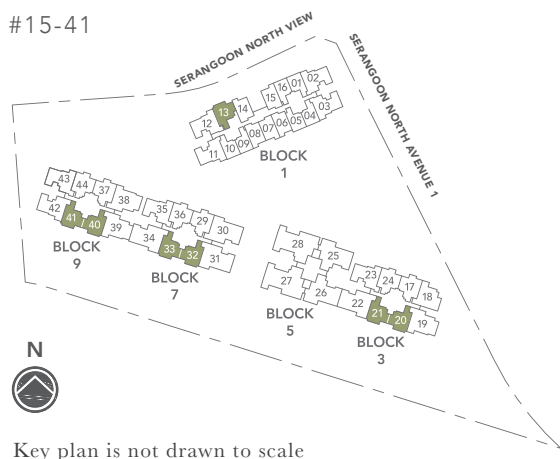 #15-41
SERANGOON NORTH VIEW
SERANGOON NORTH AVENUE 1
13 14 15 16 01 02
12 11 10 09 08 07 06 05 04 03
BLOCK
1
43 44 37 38
42 41 40 39
BLOCK
9
35 36 29 30
34 33 32 31
BLOCK
7
28 25
27 26
BLOCK
5
23 24 17 18
22 21 20 19
BLOCK
3
N
Key plan is not drawn to scale